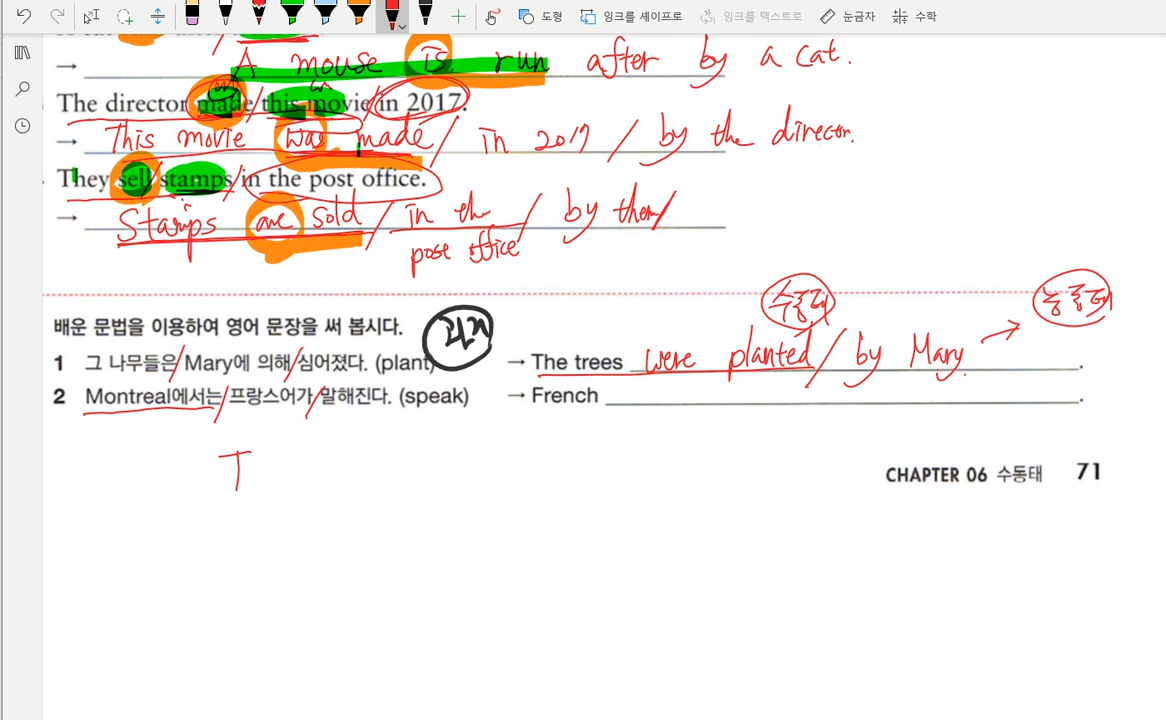 도형 잉크를 셰이프로 잉크를 텍스트로 눈금자 수학
→ A mouse is run after by a cat.
The director made/this movie/in 2017.
→ This movie was made/ in 2017 / by the direcor.
They sell/stamps/in the post office.
→ Stamps are sold / in the / by them/
post office
수동태
능동태
배운 문법을 이용하여 영어 문장을 써 봅시다.
1 그 나무들은/Mary에 의해/심어졌다. (plant) → The trees were planted / by Mary. →
2 Montreal에서는/프랑스어가/말해진다. (speak) → French .
T
CHAPTER 06 수동태 71